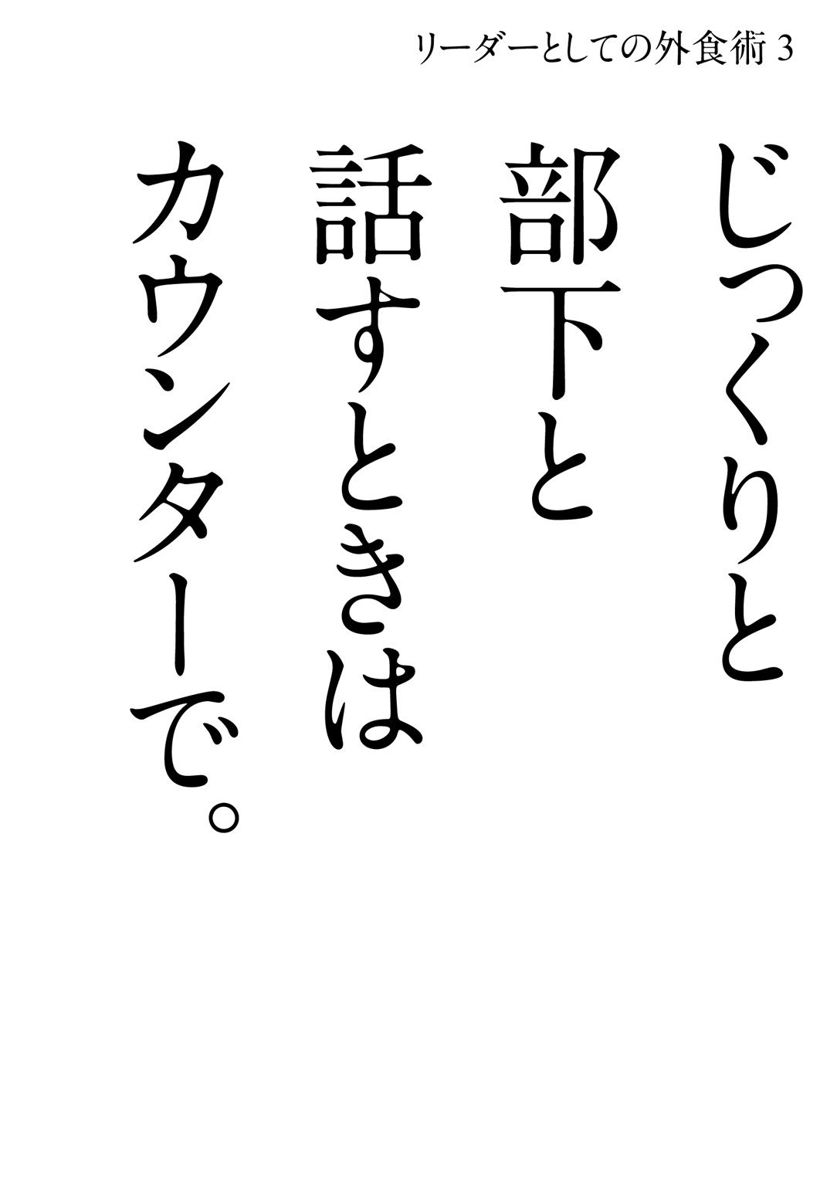 リーダーとしての外食術 3
じっくりと
部下と
話すときは
カウンターで。